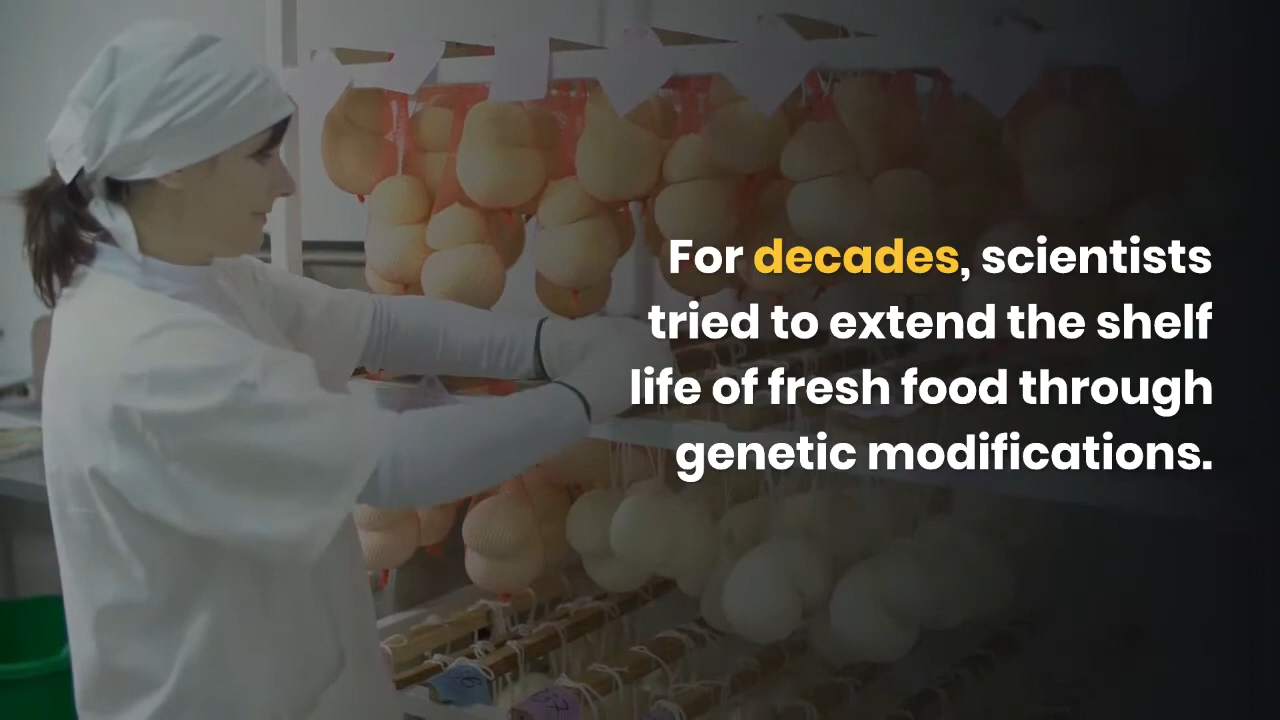 For decades, scientists
tried to extend the shelf
life of fresh food through
genetic modifications.